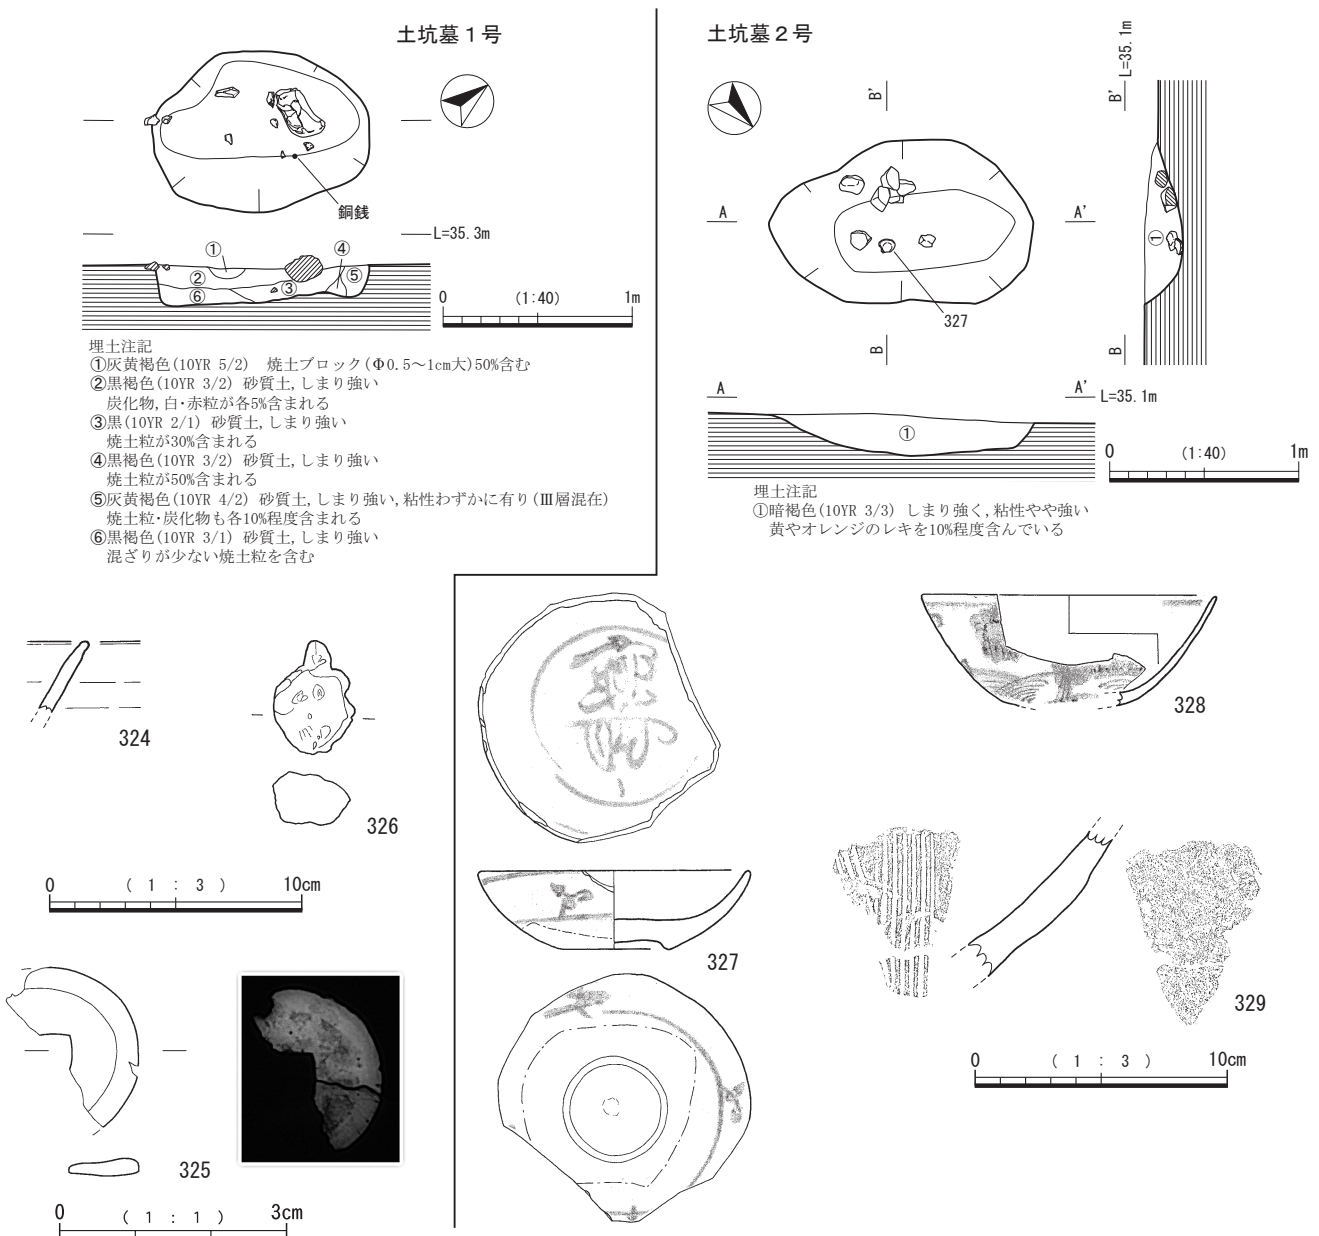 土坑墓１号
銅銭
L=35.3m
①
④
②
⑤
③
⑥
0 (1:40) 1m
埋土注記
①灰黄褐色(10YR 5/2) 焼土ブロック(Φ0.5～1cm大)50%含む
②黒褐色(10YR 3/2) 砂質土,しまり強い
炭化物,白・赤粒が各5%含まれる
③黒(10YR 2/1) 砂質土,しまり強い
焼土粒が30%含まれる
④黒褐色(10YR 3/2) 砂質土,しまり強い
焼土粒が50%含まれる
⑤灰黄褐色(10YR 4/2) 砂質土,しまり強い,粘性わずかに有り(Ⅲ層混在)
焼土粒・炭化物も各10%程度含まれる
⑥黒褐色(10YR 3/1) 砂質土,しまり強い
混ざりが少ない焼土粒を含む
土坑墓２号
B'
B' L=35.1m
A
A'
①
327
B
B
A
A' L=35.1m
①
0 (1:40) 1m
埋土注記
①暗褐色(10YR 3/3) しまり強く,粘性やや強い
黄やオレンジのレキを10%程度含んでいる
324
326
0 ( 1 : 3 ) 10cm
325
0 ( 1 : 1 ) 3cm
327
328
329
0 ( 1 : 3 ) 10cm